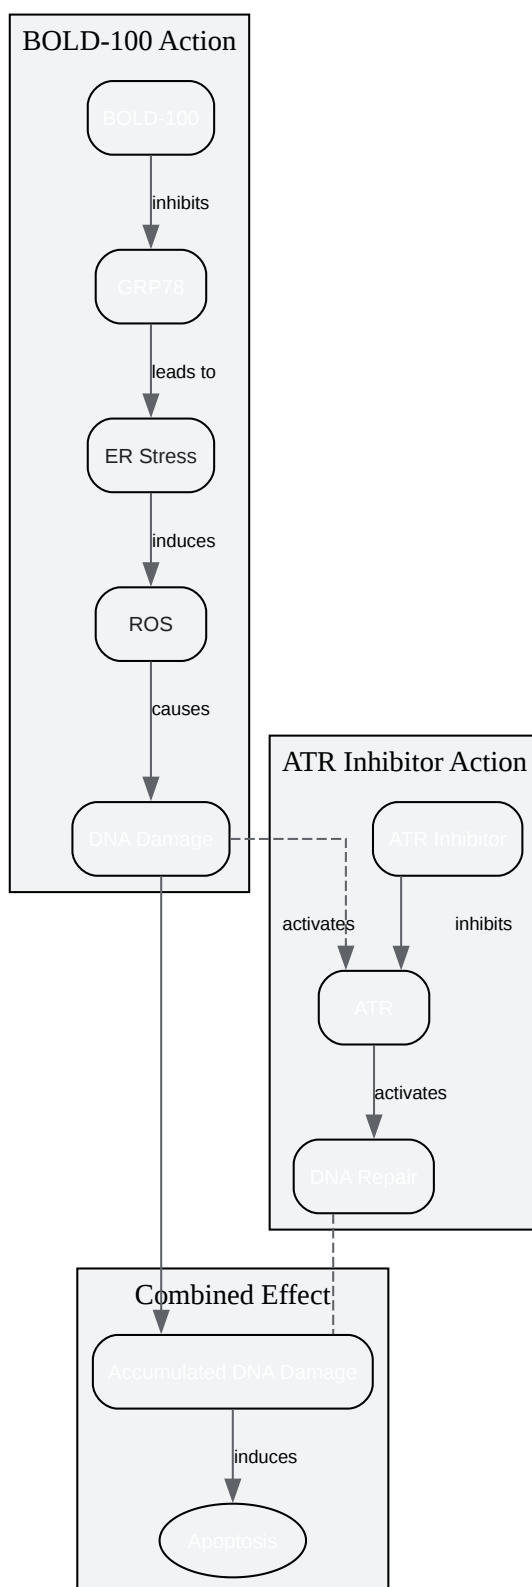 BOLD-100 Action
BOLD-100
inhibits
GRP78
leads to
ER Stress
induces
ROS
causes
DNA Damage
ATR Inhibitor Action
ATR Inhibitor
activates
inhibits
ATR
activates
DNA Repair
Combined Effect
Accumulated DNA Damage
induces
Apoptosis